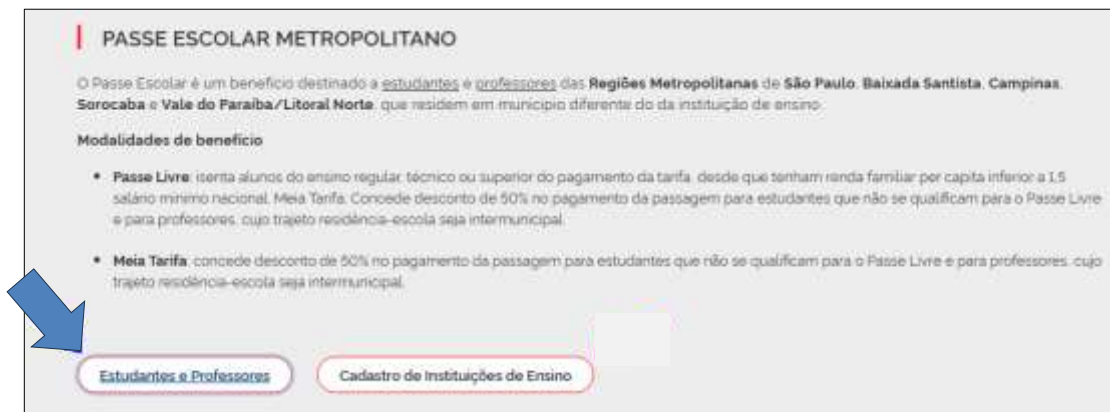 PASSE ESCOLAR METROPOLITANO
O Passe Escolar é um benefício destinado a estudantes e professores das Regiões Metropolitanas de São Paulo, Baixada Santista, Campinas,
Sorocaba e Vale do Paraíba/Litoral Norte, que residem em município diferente do da instituição de ensino.
Modalidades de benefício
• Passe Livre: isenta alunos do ensino regular, técnico ou superior do pagamento da tarifa, desde que tenham renda familiar per capita inferior a 1,5
salário mínimo nacional. Meia Tarifa: Concede desconto de 50% no pagamento da passagem para estudantes que não se qualificam para o Passe Livre
e para professores, cujo trajeto residência-escola seja intermunicipal.
• Meia Tarifa: concede desconto de 50% no pagamento da passagem para estudantes que não se qualificam para o Passe Livre e para professores, cujo
trajeto residência-escola seja intermunicipal.
Estudantes e Professores
Cadastro de Instituições de Ensino